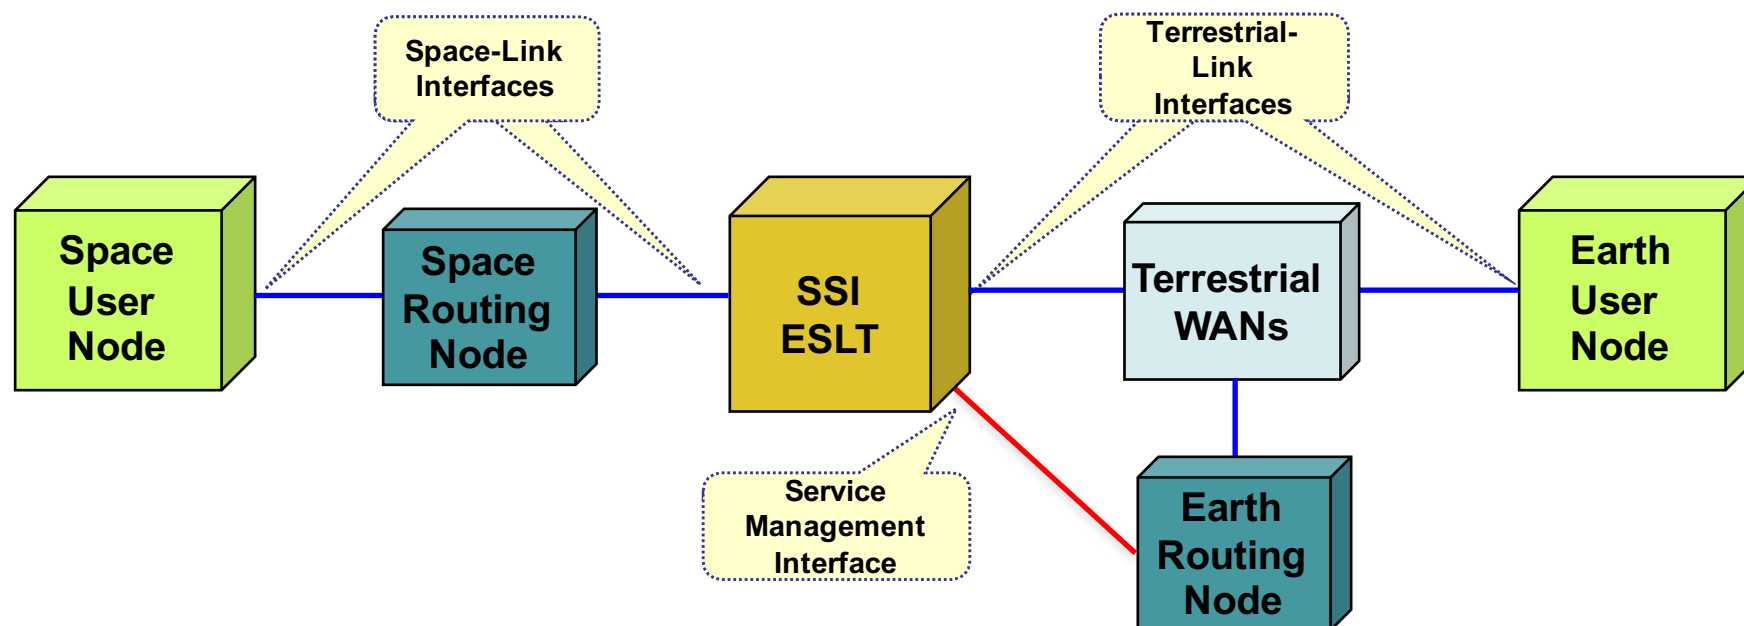 Space-Link
Interfaces
Terrestrial-
Link
Interfaces
Space
User
Node
Space
Routing
Node
SSI
ESLT
Terrestrial
WANs
Earth
User
Node
Service
Management
Interface
Earth
Routing
Node